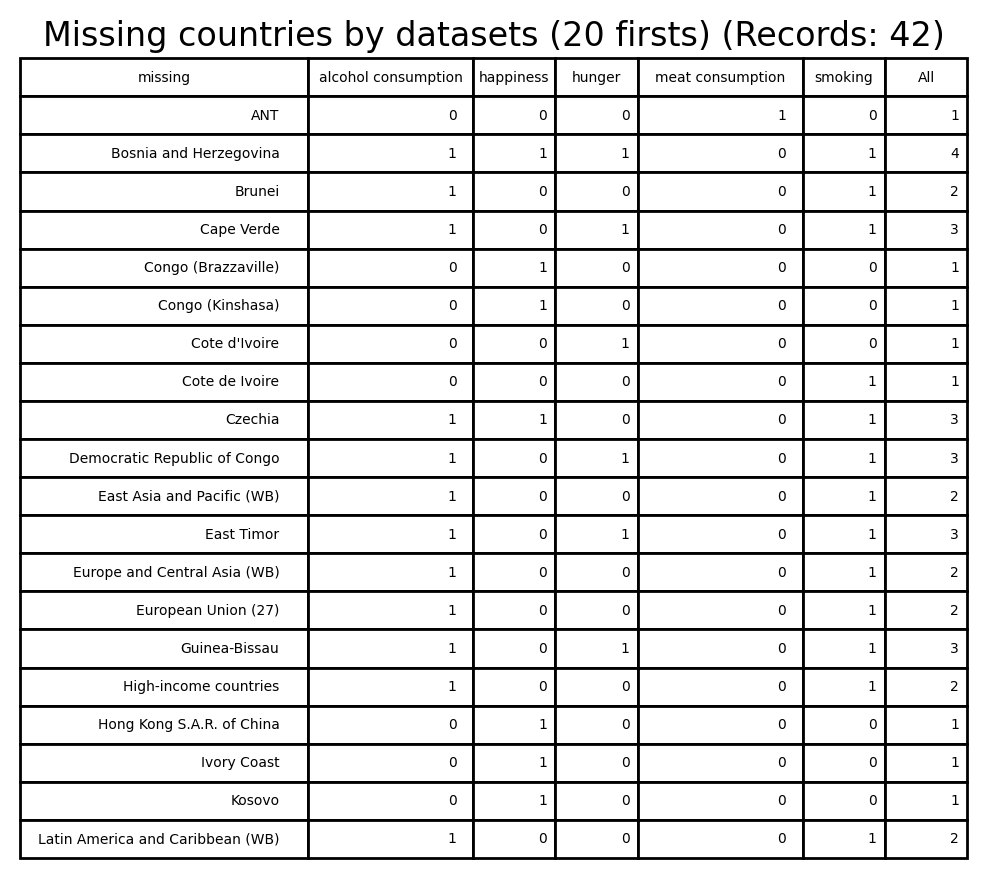 Missing countries by datasets (20 firsts) (Records: 42)
missing alcohol consumption happiness hunger meat consumption smoking All
ANT 0 0 0 1 0 1
Bosnia and Herzegovina 1 1 1 0 1 4
Brunei 1 0 0 0 1 2
Cape Verde 1 0 1 0 1 3
Congo (Brazzaville) 0 1 0 0 0 1
Congo (Kinshasa) 0 1 0 0 0 1
Cote d'Ivoire 0 0 1 0 0 1
Cote de Ivoire 0 0 0 0 1 1
Czechia 1 1 0 0 1 3
Democratic Republic of Congo 1 0 1 0 1 3
East Asia and Pacific (WB) 1 0 0 0 1 2
East Timor 1 0 1 0 1 3
Europe and Central Asia (WB) 1 0 0 0 1 2
European Union (27) 1 0 0 0 1 2
Guinea-Bissau 1 0 1 0 1 3
High-income countries 1 0 0 0 1 2
Hong Kong S.A.R. of China 0 1 0 0 0 1
Ivory Coast 0 1 0 0 0 1
Kosovo 0 1 0 0 0 1
Latin America and Caribbean (WB) 1 0 0 0 1 2